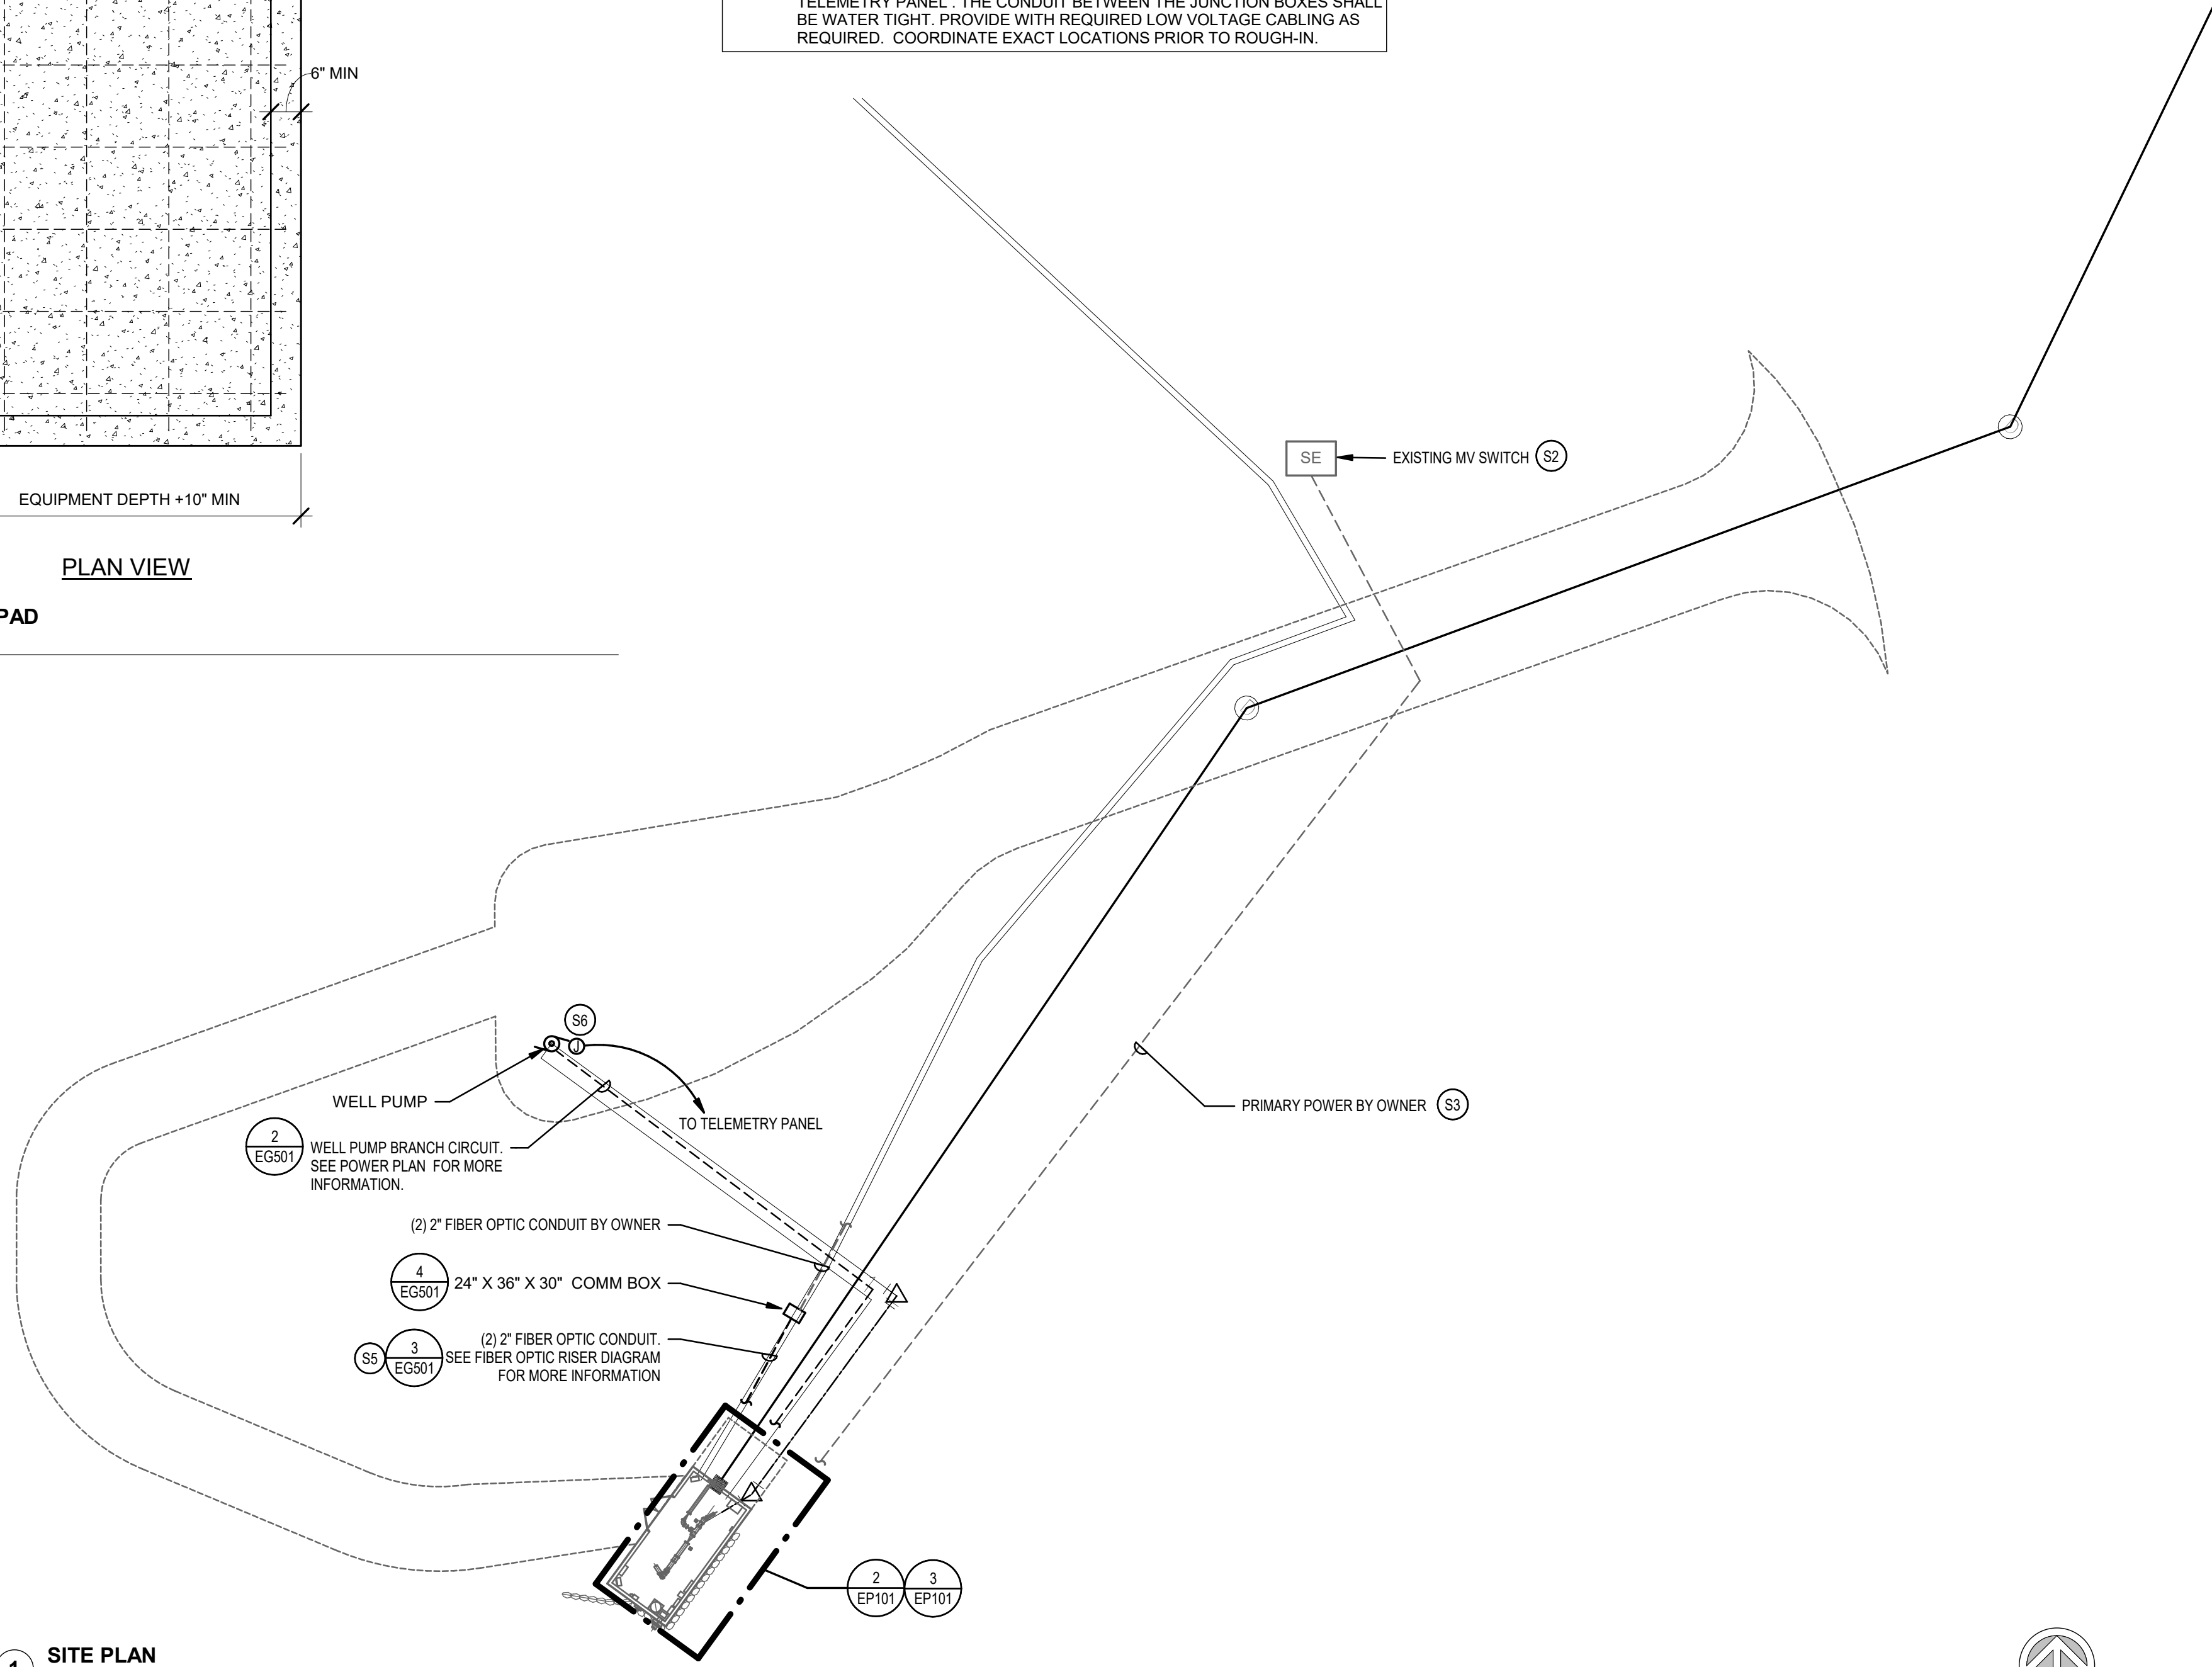 TELEMETRY PANEL . THE CONDUIT BETWEEN THE JUNCTION BOXES SHALL
BE WATER TIGHT. PROVIDE WITH REQUIRED LOW VOLTAGE CABLING AS
REQUIRED. COORDINATE EXACT LOCATIONS PRIOR TO ROUGH-IN.
6" MIN
EQUIPMENT DEPTH +10" MIN
PLAN VIEW
PAD
SE
EXISTING MV SWITCH S2
S6
J
WELL PUMP
TO TELEMETRY PANEL
PRIMARY POWER BY OWNER S3
2
EG501
WELL PUMP BRANCH CIRCUIT.
SEE POWER PLAN FOR MORE
INFORMATION.
(2) 2" FIBER OPTIC CONDUIT BY OWNER
4
EG501
24" X 36" X 30" COMM BOX
S5
3
EG501
(2) 2" FIBER OPTIC CONDUIT.
SEE FIBER OPTIC RISER DIAGRAM
FOR MORE INFORMATION
2
EP101
3
EP101
1
SITE PLAN